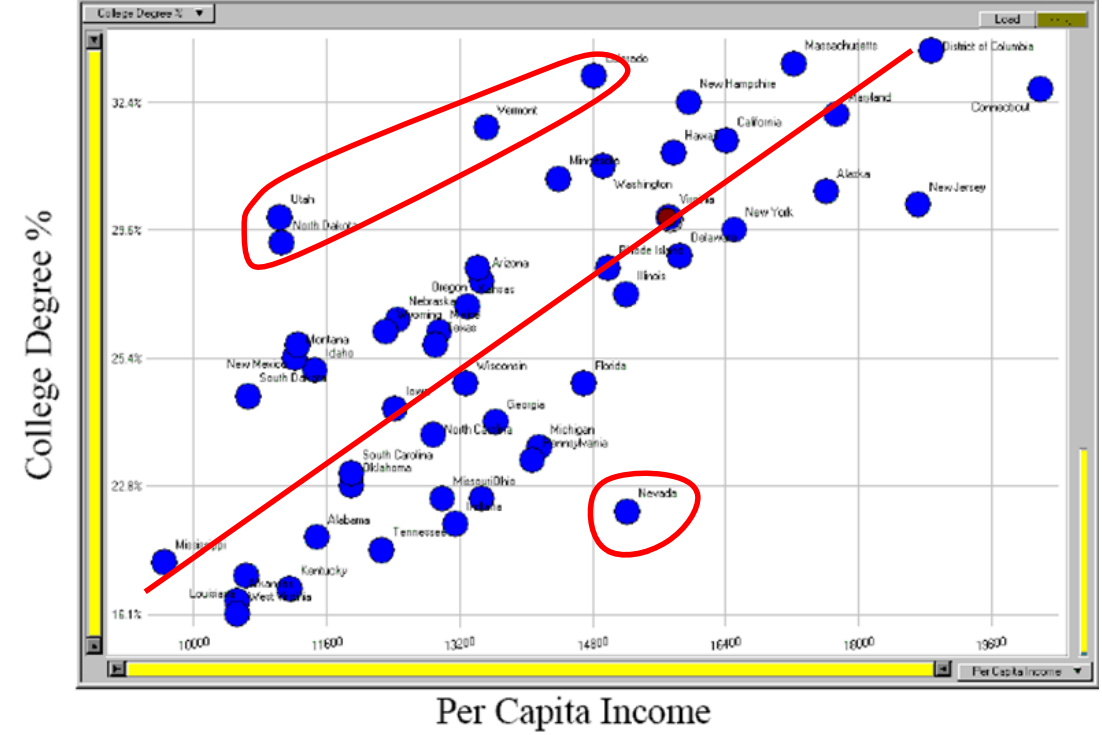 College Degree %
Load
College Degree %
Massachusetts
District of Columbia
Colorado
New Hampshire
Connecticut
32.4%
Maryland
Vermont
California
Hawaii
Minnesota
Washington
Alaska
New Jersey
Utah
Virginia
New York
North Dakota
29.6%
Delaware
Rhode Island
Arizona
Illinois
Oregon
Kansas
Nebraska
Wyoming
Maine
Texas
Montana
Idaho
25.4%
New Mexico
Wisconsin
Florida
South Dakota
Iowa
Georgia
North Carolina
Michigan
Pennsylvania
South Carolina
Oklahoma
22.8%
Missouri
Ohio
Nevada
Indiana
Alabama
Tennessee
Mississippi
Kentucky
Arkansas
Louisiana
West Virginia
10000
11600
13200
14800
16400
18000
19600
Per Capita Income
Per Capita Income